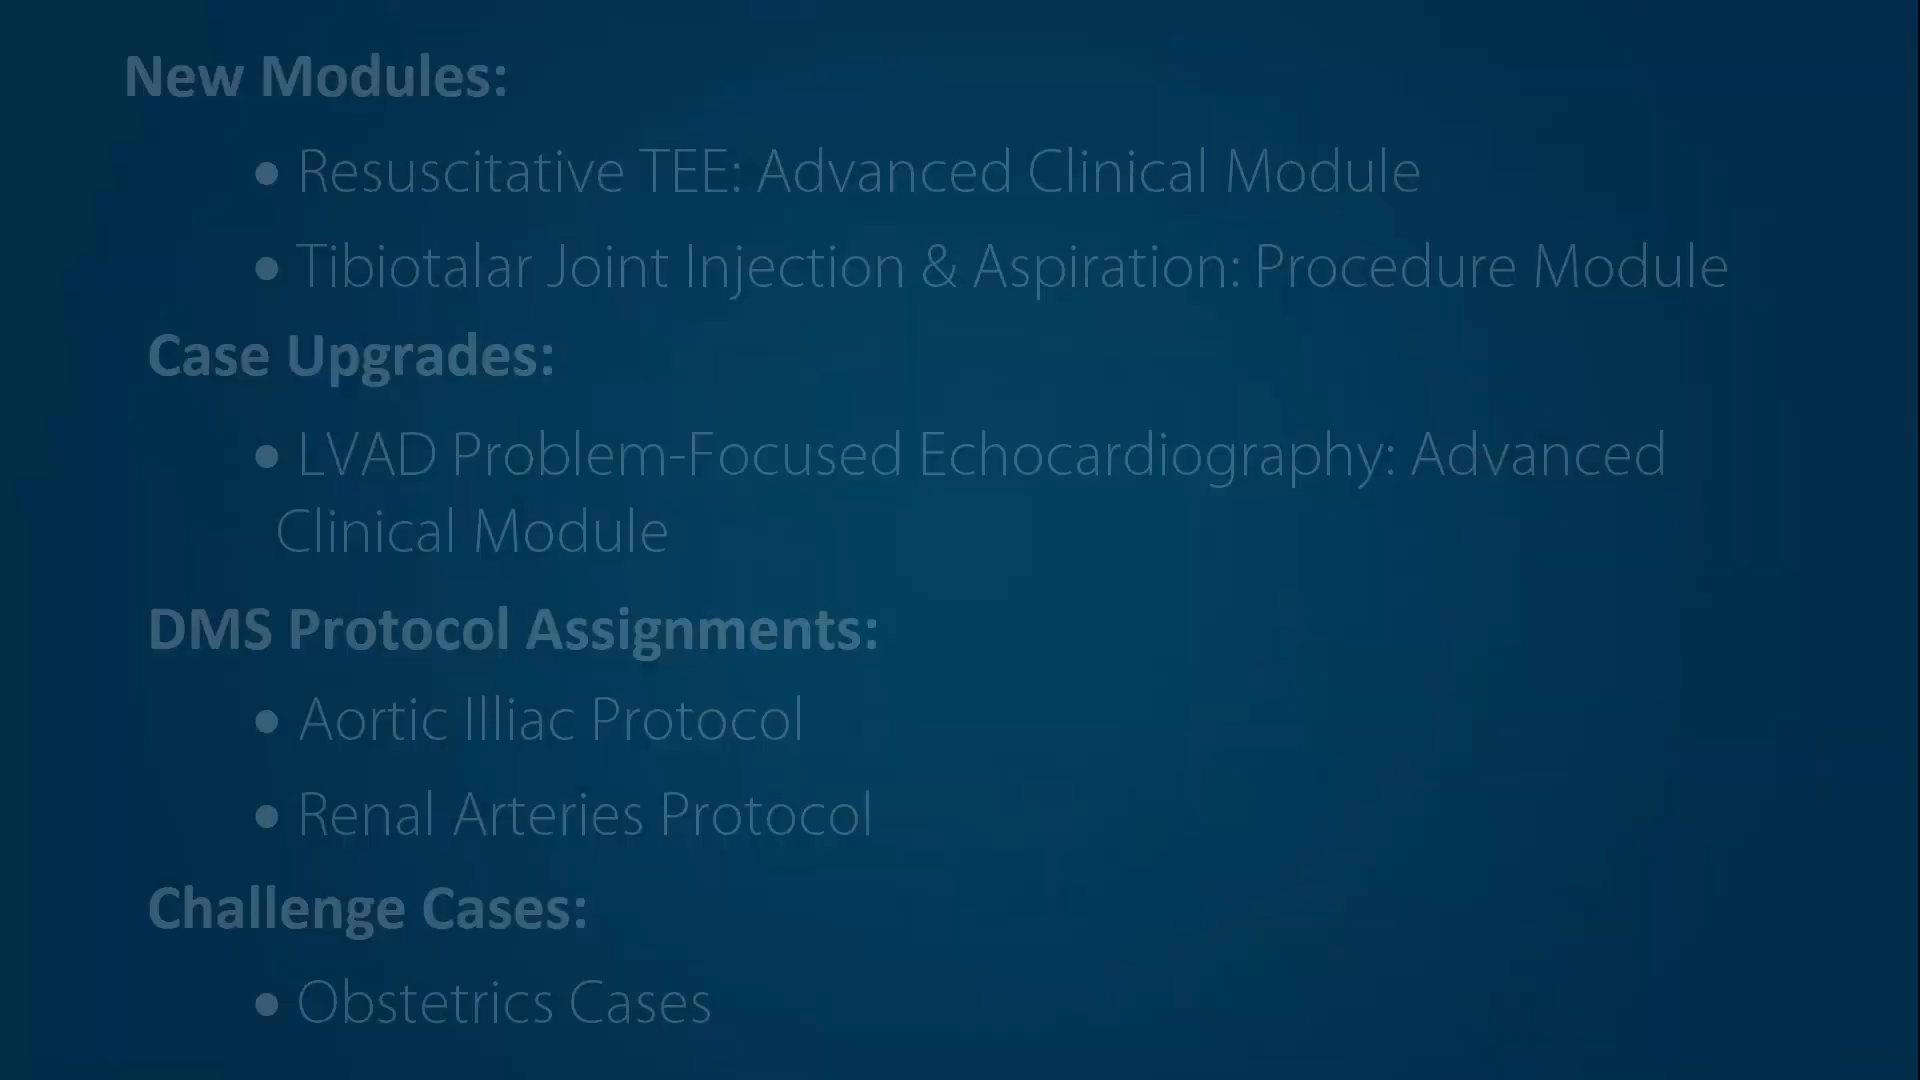 New Modules:
• Resuscitative TEE: Advanced Clinical Module
• Tibiotalar Joint Injection & Aspiration: Procedure Module
Case Upgrades:
• LVAD Problem-Focused Echocardiography: Advanced
Clinical Module
DMS Protocol Assignments:
• Aortic Illiac Protocol
• Renal Arteries Protocol
Challenge Cases:
• Obstetrics Cases